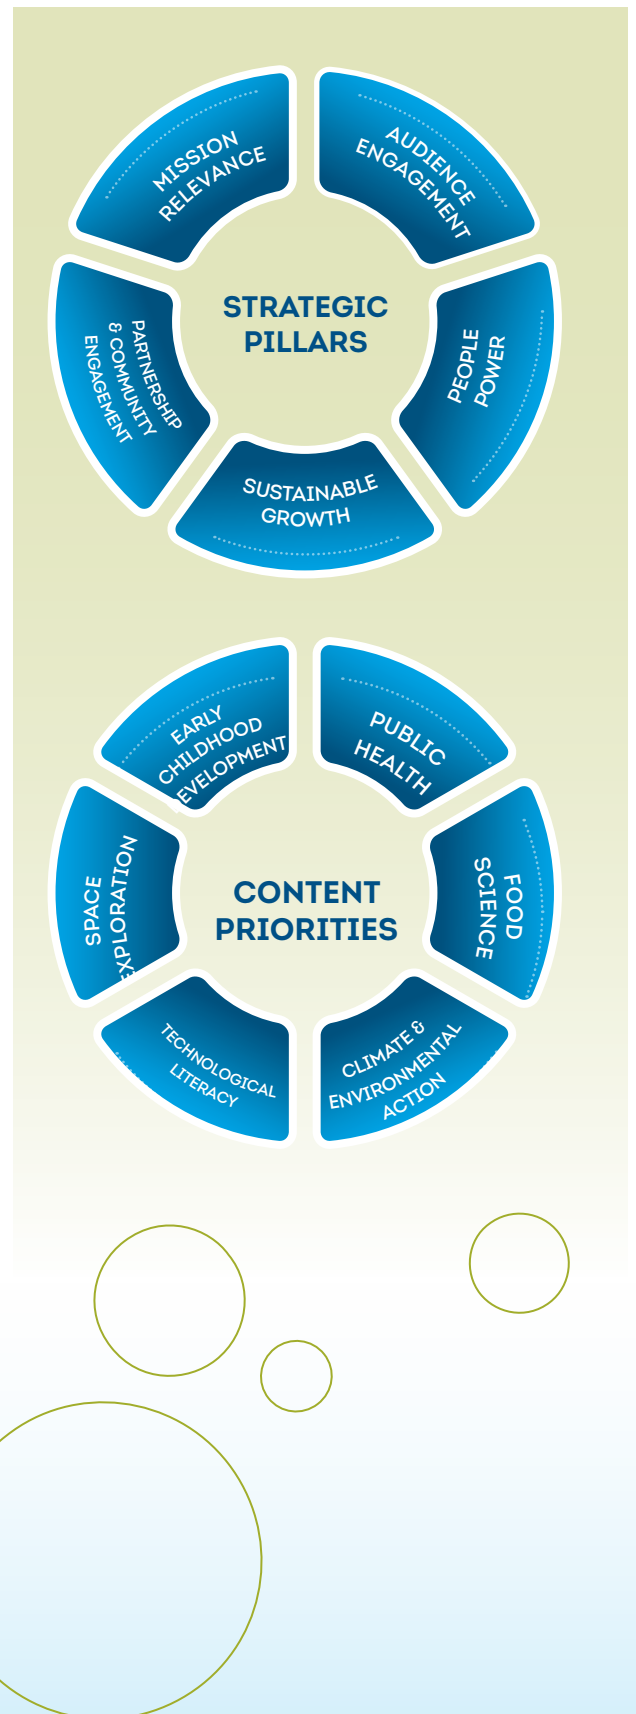 MISSION
RELEVANCE
AUDIENCE
ENGAGEMENT
PARTNERSHIP
& COMMUNITY
ENGAGEMENT
STRATEGIC
PILLARS
PEOPLE
POWER
SUSTAINABLE
GROWTH
EARLY
CHILDHOOD
DEVELOPMENT
PUBLIC
HEALTH
SPACE
EXPLORATION
CONTENT
PRIORITIES
FOOD
SCIENCE
TECHNOLOGICAL
LITERACY
CLIMATE &
ENVIRONMENTAL
ACTION